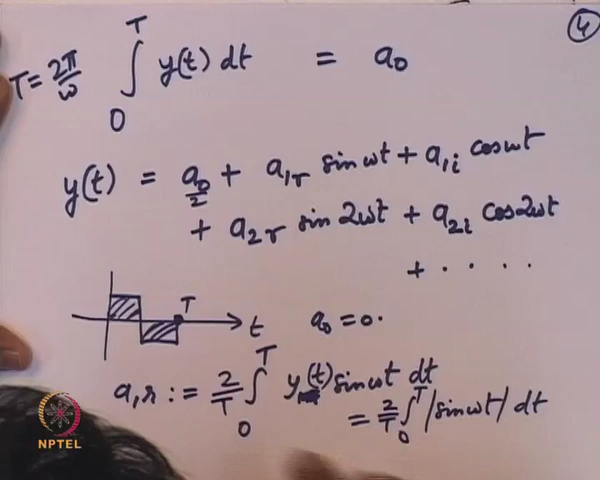 ④
T = 2π/ω ∫₀ᵀ y(t) dt = a₀
y(t) = a₀/2 + a₁ᵣ sin ωt + a₁ᵢ cos ωt
+ a₂ᵣ sin 2ωt + a₂ᵢ cos 2ωt
+ . . . .
T
t a₀ = 0.
a₁ᵣ := 2/T ∫₀ᵀ y(t) sin ωt dt
= 2/T ∫₀ᵀ |sin ωt| dt
NPTEL